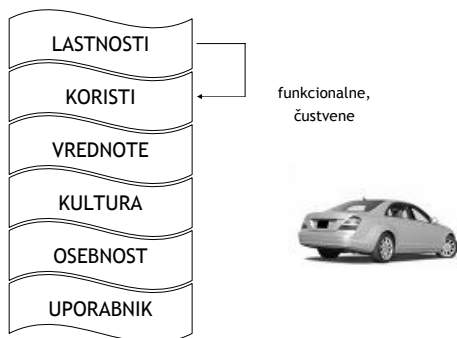 LASTNOSTI
KORISTI
funkcionalne,
čustvene
VREDNOTE
KULTURA
OSEBNOST
UPORABNIK